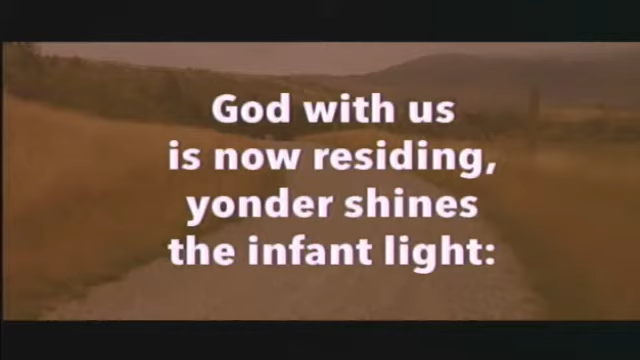 God with us
is now residing,
yonder shines
the infant light: